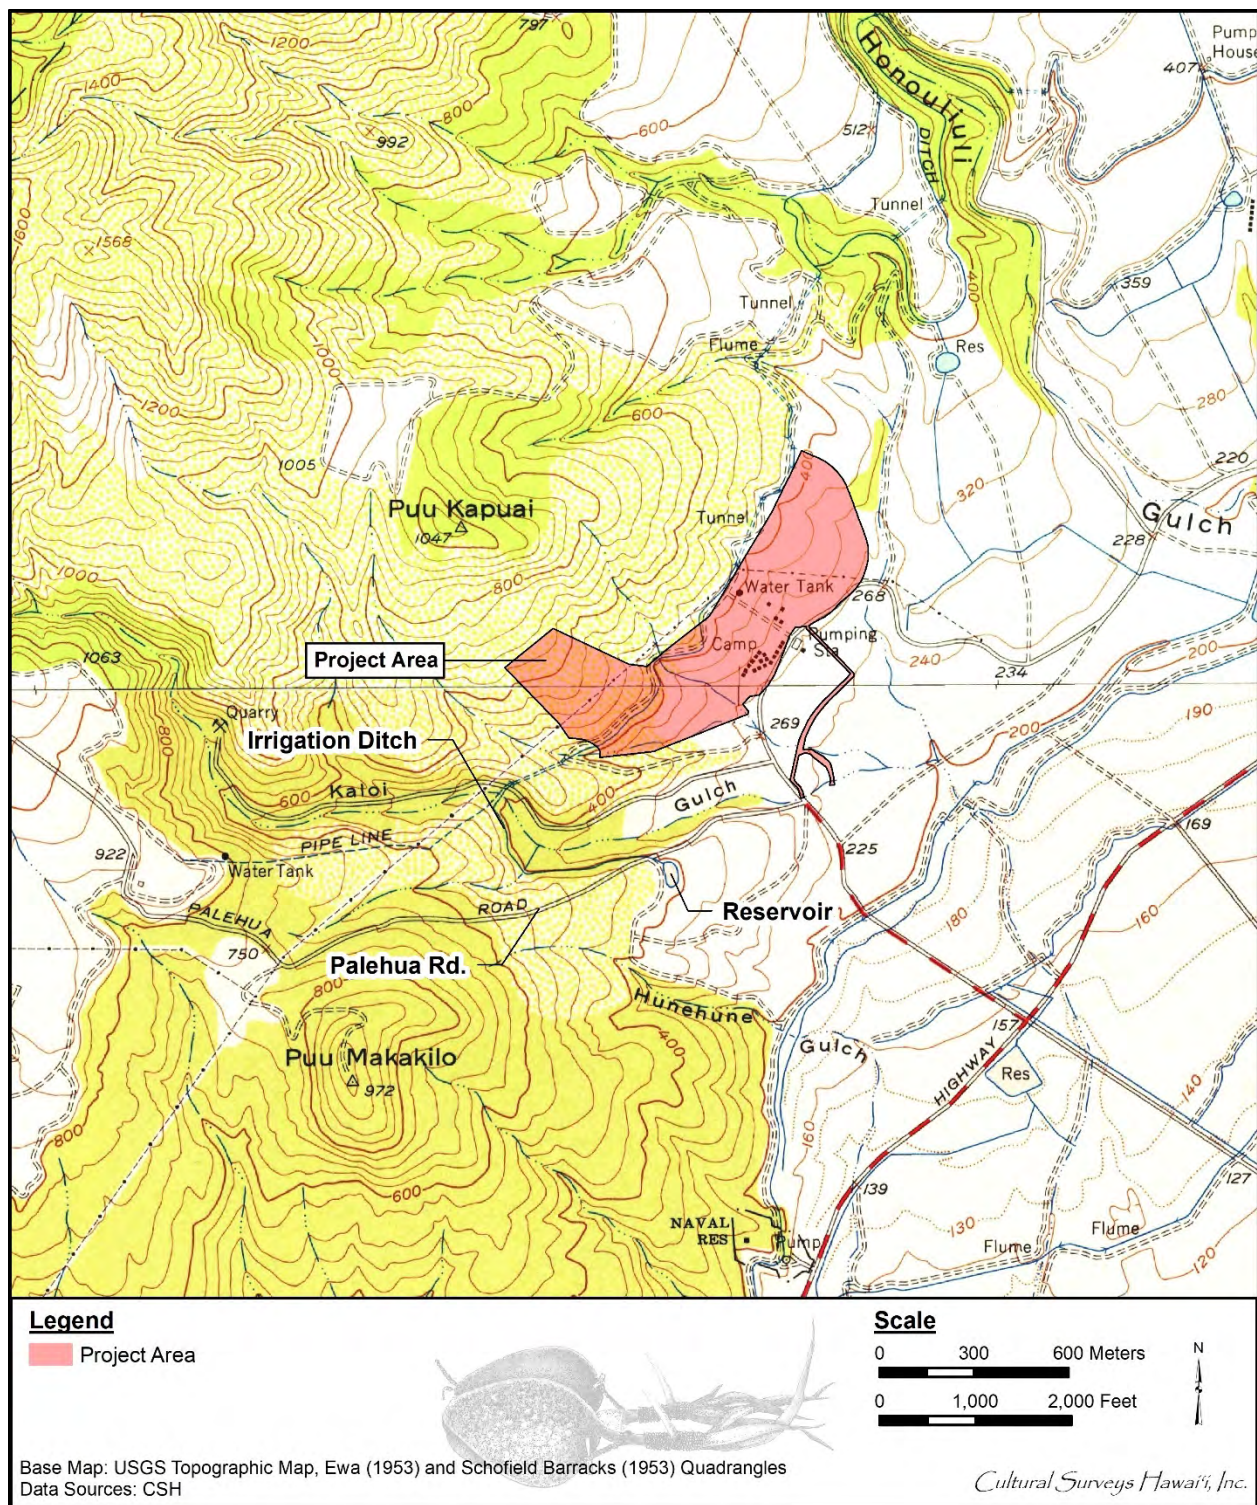 797
1200
Pump
House
1400
800
Honouliuli
407
992
600
512
DITCH
1600
Tunnel
1568
400
359
Tunnel
1000
Flume
Res
1200
600
280
1005
401
220
320
Puu Kapuai
1047
Tunnel
Gulch
228
1000
800
Water Tank
268
Camp
Pumping
Sta
1063
Project Area
240
234
200
Quarry
190
800
Irrigation Ditch
269
200
600
Kaloi
400
Gulch
PIPE LINE
169
922
225
Water Tank
ROAD
Reservoir
180
160
PALEHUA
750
Palehua Rd.
800
Hunehune
400
157
Gulch
Puu Makakilo
972
HIGHWAY
Res
140
160
800
600
139
127
130
NAVAL
RES
Pump
Flume
Flume
120
Legend
Project Area
Scale
0 300 600 Meters
0 1,000 2,000 Feet
N
Base Map: USGS Topographic Map, Ewa (1953) and Schofield Barracks (1953) Quadrangles
Data Sources: CSH
Cultural Surveys Hawaiʻi, Inc.